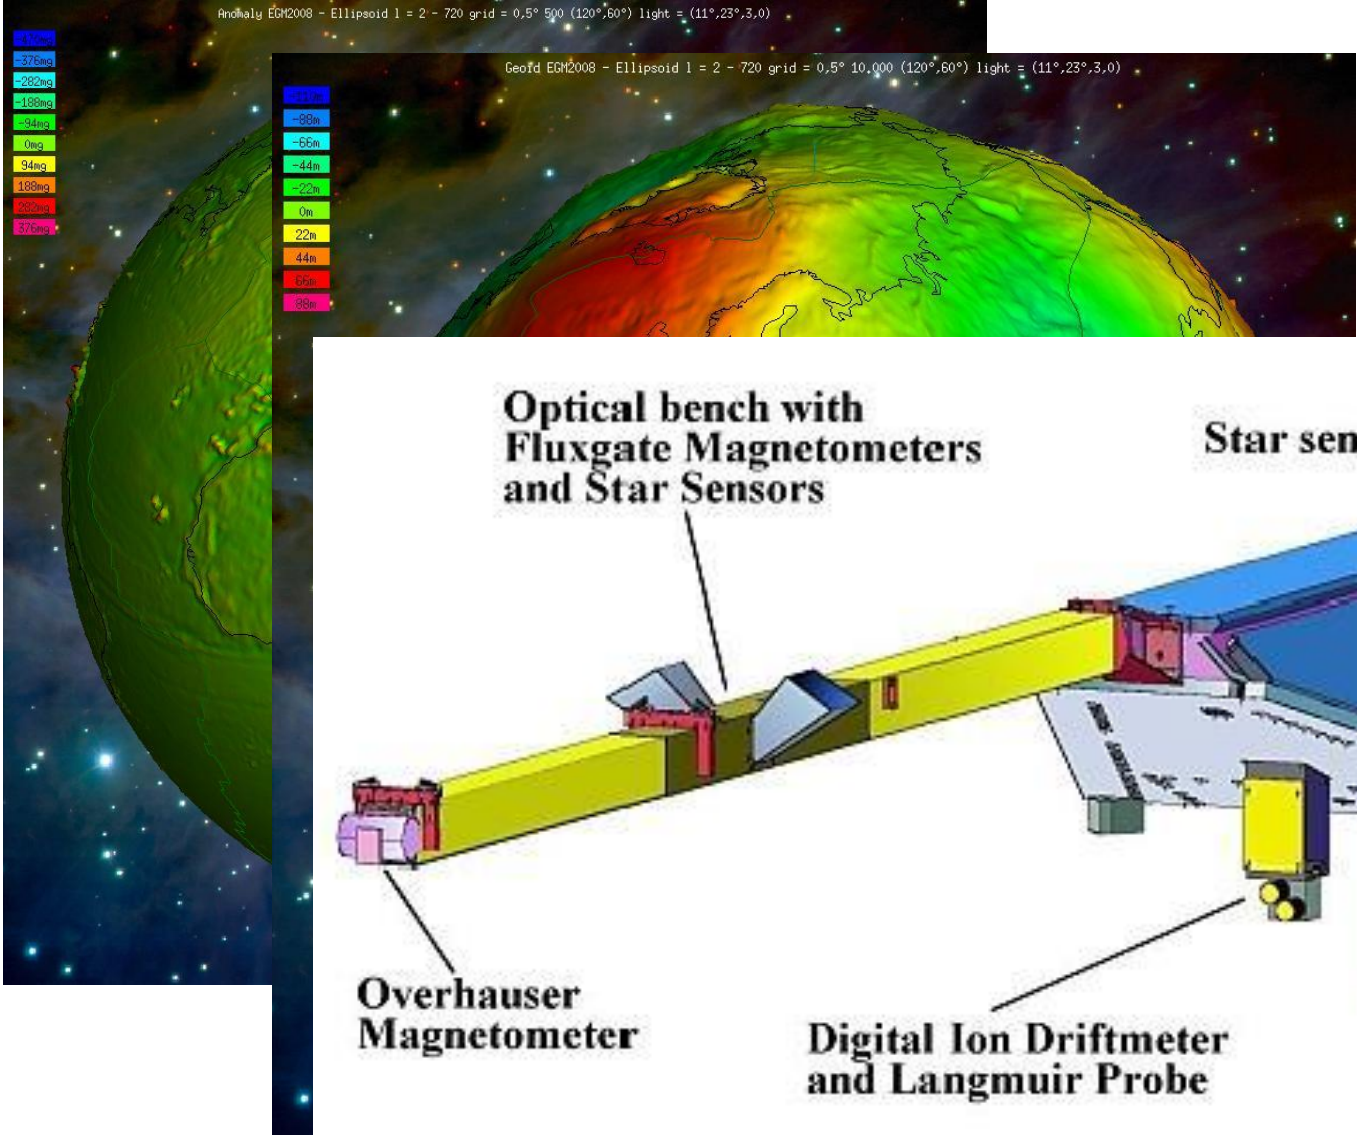 Anomaly EGM2008 - Ellipsoid l = 2 - 720 grid = 0,5° 500 (120°,60°) light = (11°,23°,3,0)
-470mg
-376mg
-282mg
-188mg
-94mg
0mg
94mg
188mg
282mg
376mg
Geoid EGM2008 - Ellipsoid l = 2 - 720 grid = 0,5° 10.000 (120°,60°) light = (11°,23°,3,0)
-88m
-66m
-44m
-22m
0m
22m
44m
66m
88m
Optical bench with
Fluxgate Magnetometers
and Star Sensors
Star sen
Overhauser
Magnetometer
Digital Ion Driftmeter
and Langmuir Probe